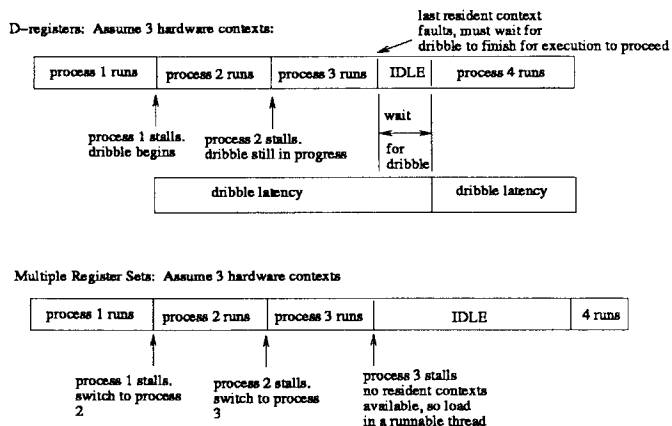 D-registers: Assume 3 hardware contexts:
last resident context
faults, must wait for
dribble to finish for execution to proceed
process 1 runs
process 2 runs
process 3 runs
IDLE
process 4 runs
process 1 stalls.
dribble begins
process 2 stalls.
dribble still in progress
wait
for
dribble
dribble latency
dribble latency
Multiple Register Sets: Assume 3 hardware contexts
process 1 runs
process 2 runs
process 3 runs
IDLE
4 runs
process 1 stalls.
switch to process
2
process 2 stalls.
switch to process
3
process 3 stalls
no resident contexts
available, so load
in a runnable thread